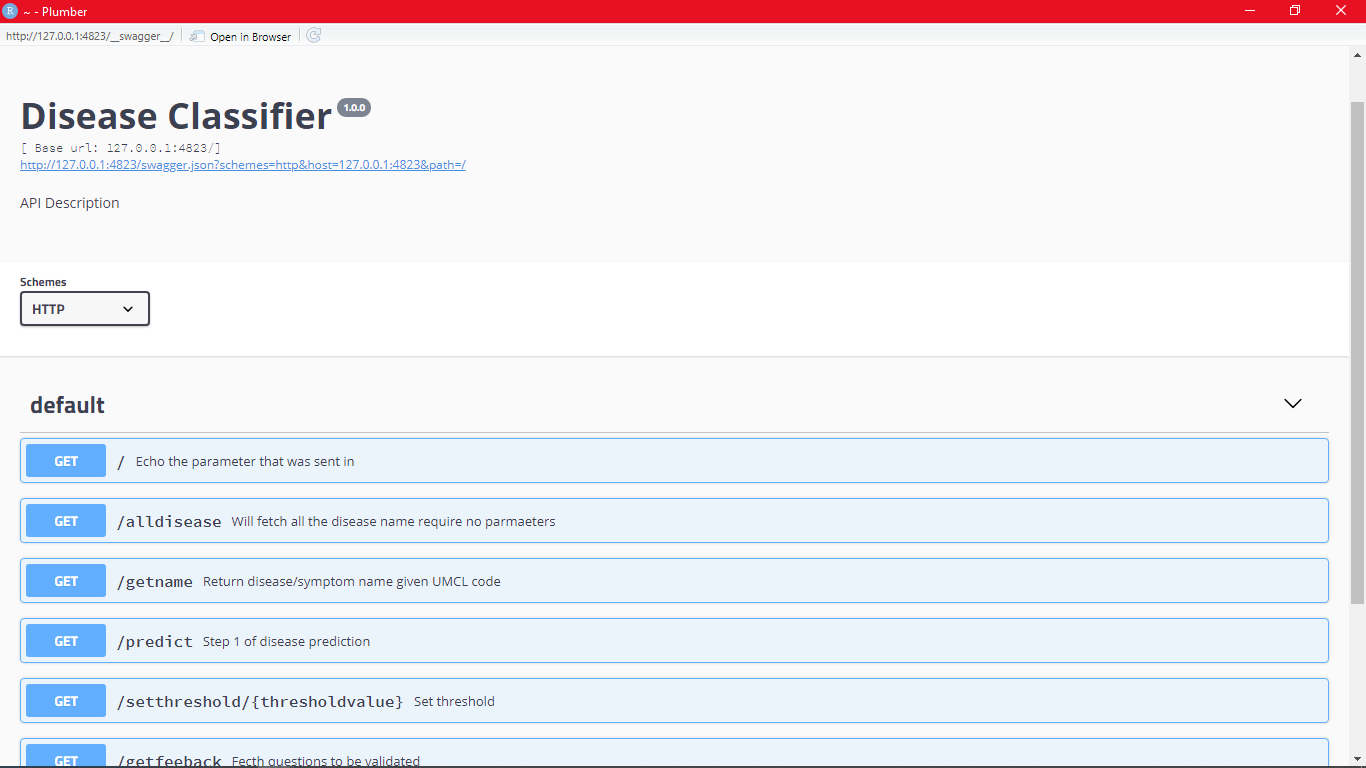 R ~ - Plumber
http://127.0.0.1:4823/__swagger__/ Open in Browser
Disease Classifier 1.0.0
[ Base url: 127.0.0.1:4823/]
http://127.0.0.1:4823/swagger.json?schemes=http&host=127.0.0.1:4823&path=/
API Description
Schemes
HTTP
default
GET / Echo the parameter that was sent in
GET /alldisease Will fetch all the disease name require no parmaeters
GET /getname Return disease/symptom name given UMCL code
GET /predict Step 1 of disease prediction
GET /setthreshold/{thresholdvalue} Set threshold
GET /getfeeback Fecth questions to be validated